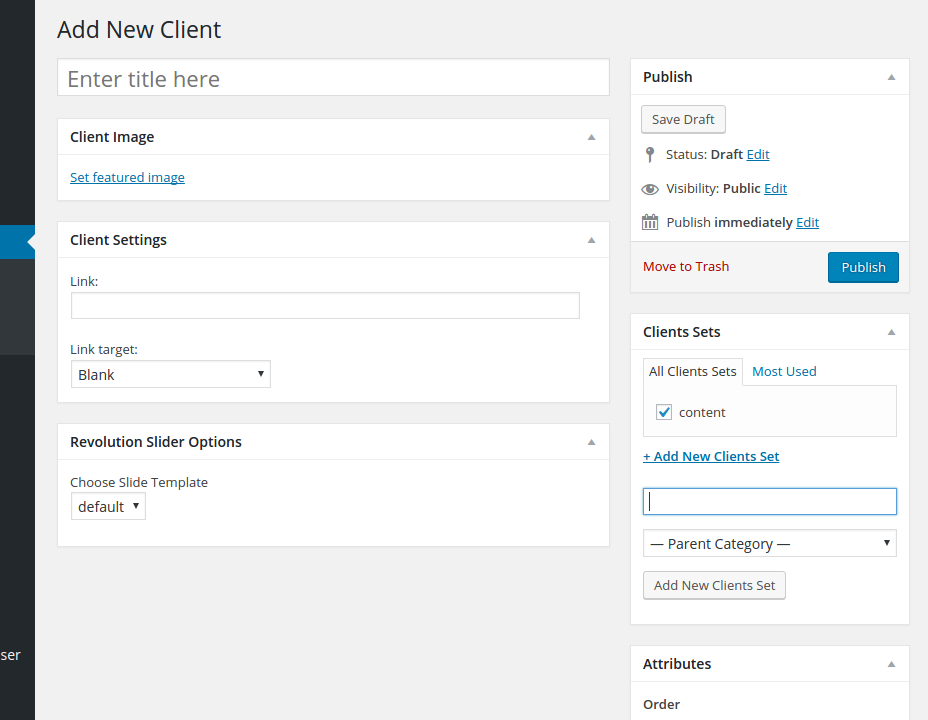 Add New Client
Enter title here
Client Image
Set featured image
Client Settings
Link:
Link target:
Blank
Revolution Slider Options
Choose Slide Template
default
Publish
Save Draft
Status: Draft Edit
Visibility: Public Edit
Publish immediately Edit
Move to Trash
Publish
Clients Sets
All Clients Sets
Most Used
content
+ Add New Clients Set
— Parent Category —
Add New Clients Set
Attributes
Order
ser